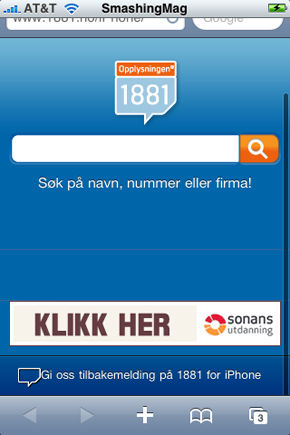 AT&T
SmashingMag
www.1881.no/iPhone/
Google
Opplysningen
1881
Søk på navn, nummer eller firma!
KLIKK HER
sonans
utdanning
Gi oss tilbakemelding på 1881 for iPhone
3